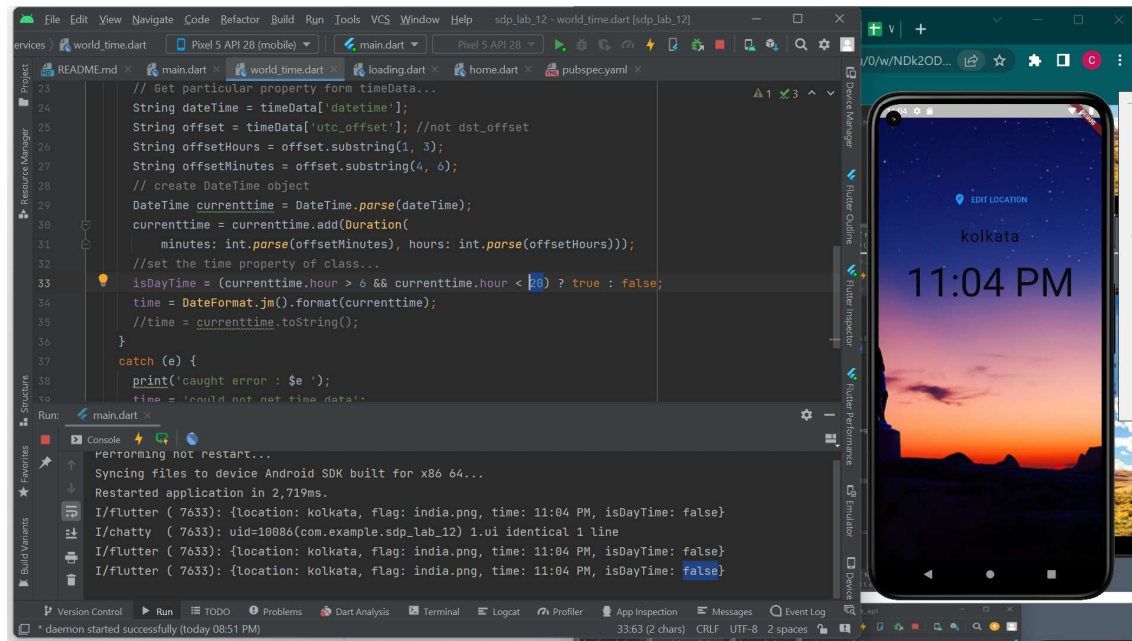 File Edit View Navigate Code Refactor Build Run Tools VCS Window Help sdp_lab_12 - world_time.dart [sdp_lab_12]
ervices world_time.dart Pixel 5 API 28 (mobile) main.dart Pixel 5 API 28
README.md main.dart world_time.dart loading.dart home.dart pubspec.yaml
23 // Get particular property form timeData...
24 String dateTime = timeData['datetime'];
25 String offset = timeData['utc_offset']; //not dst_offset
26 String offsetHours = offset.substring(1, 3);
27 String offsetMinutes = offset.substring(4, 6);
28 // create DateTime object
29 DateTime currenttime = DateTime.parse(dateTime);
30 currenttime = currenttime.add(Duration(
31 minutes: int.parse(offsetMinutes), hours: int.parse(offsetHours)));
32 //set the time property of class...
33 isDayTime = (currenttime.hour > 6 && currenttime.hour < 20) ? true : false;
34 time = DateFormat.jm().format(currenttime);
35 //time = currenttime.toString();
36 }
37 catch (e) {
38 print('caught error : $e ');
39 time = 'could not get time data';
1 3
Project
Resource Manager
Structure
Favorites
Build Variants
Device Manager
Flutter Outline
Flutter Inspector
Flutter Performance
Emulator
Device
Run: main.dart
Console
Performing hot restart...
Syncing files to device Android SDK built for x86 64...
Restarted application in 2,719ms.
I/flutter ( 7633): {location: kolkata, flag: india.png, time: 11:04 PM, isDayTime: false}
I/chatty ( 7633): uid=10086(com.example.sdp_lab_12) 1.ui identical 1 line
I/flutter ( 7633): {location: kolkata, flag: india.png, time: 11:04 PM, isDayTime: false}
I/flutter ( 7633): {location: kolkata, flag: india.png, time: 11:04 PM, isDayTime: false}
Version Control Run TODO Problems Dart Analysis Terminal Logcat Profiler App Inspection Messages Event Log
* daemon started successfully (today 08:51 PM) 33:63 (2 chars) CRLF UTF-8 2 spaces
/0/w/NDk2OD... C
EDIT LOCATION
kolkata
11:04 PM